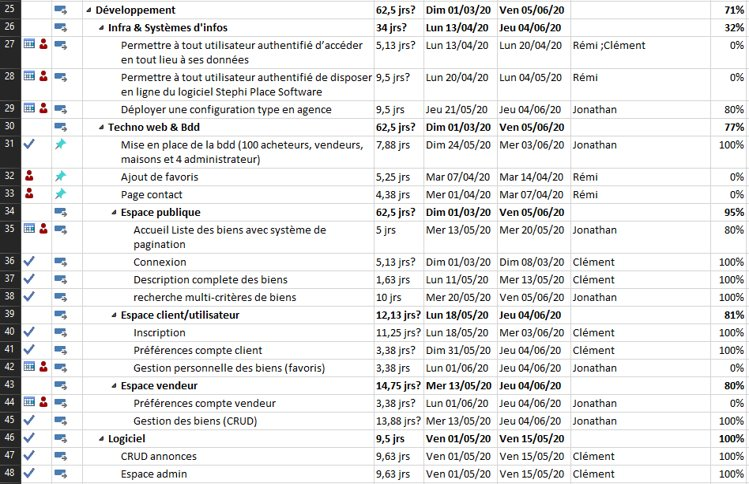 25 Développement 62,5 jrs? Dim 01/03/20 Ven 05/06/20 71%
26 Infra & Systèmes d'infos 34 jrs? Lun 13/04/20 Jeu 04/06/20 32%
27 Permettre à tout utilisateur authentifié d'accéder 5,13 jrs? Lun 13/04/20 Lun 20/04/20 Rémi ;Clément 0%
en tout lieu à ses données
28 Permettre à tout utilisateur authentifié de disposer 9,5 jrs? Lun 20/04/20 Lun 04/05/20 Rémi 0%
en ligne du logiciel Stephi Place Software
29 Déployer une configuration type en agence 9,5 jrs Jeu 21/05/20 Jeu 04/06/20 Jonathan 80%
30 Techno web & Bdd 62,5 jrs? Dim 01/03/20 Ven 05/06/20 77%
31 Mise en place de la bdd (100 acheteurs, vendeurs, 7,88 jrs Dim 24/05/20 Mer 03/06/20 Jonathan 100%
maisons et 4 administrateur)
32 Ajout de favoris 5,25 jrs Mar 07/04/20 Mar 14/04/20 Rémi 0%
33 Page contact 4,38 jrs Mer 01/04/20 Mar 07/04/20 Rémi 0%
34 Espace publique 62,5 jrs? Dim 01/03/20 Ven 05/06/20 95%
35 Accueil Liste des biens avec système de 5 jrs Mer 13/05/20 Mer 20/05/20 Jonathan 80%
pagination
36 Connexion 5,13 jrs? Dim 01/03/20 Dim 08/03/20 Clément 100%
37 Description complete des biens 1,63 jrs Lun 11/05/20 Mer 13/05/20 Clément 100%
38 recherche multi-critères de biens 10 jrs Mer 20/05/20 Ven 05/06/20 Jonathan 100%
39 Espace client/utilisateur 12,13 jrs? Lun 18/05/20 Jeu 04/06/20 81%
40 Inscription 11,25 jrs? Lun 18/05/20 Mer 03/06/20 Clément 100%
41 Préférences compte client 3,38 jrs Dim 31/05/20 Jeu 04/06/20 Clément 100%
42 Gestion personnelle des biens (favoris) 3,38 jrs Lun 01/06/20 Jeu 04/06/20 Jonathan 0%
43 Espace vendeur 14,75 jrs? Mer 13/05/20 Jeu 04/06/20 80%
44 Préférences compte vendeur 3,38 jrs? Lun 01/06/20 Jeu 04/06/20 Jonathan 0%
45 Gestion des biens (CRUD) 13,88 jrs? Mer 13/05/20 Jeu 04/06/20 Jonathan 100%
46 Logiciel 9,5 jrs Ven 01/05/20 Ven 15/05/20 100%
47 CRUD annonces 9,63 jrs Ven 01/05/20 Ven 15/05/20 Clément 100%
48 Espace admin 9,63 jrs Ven 01/05/20 Ven 15/05/20 Clément 100%